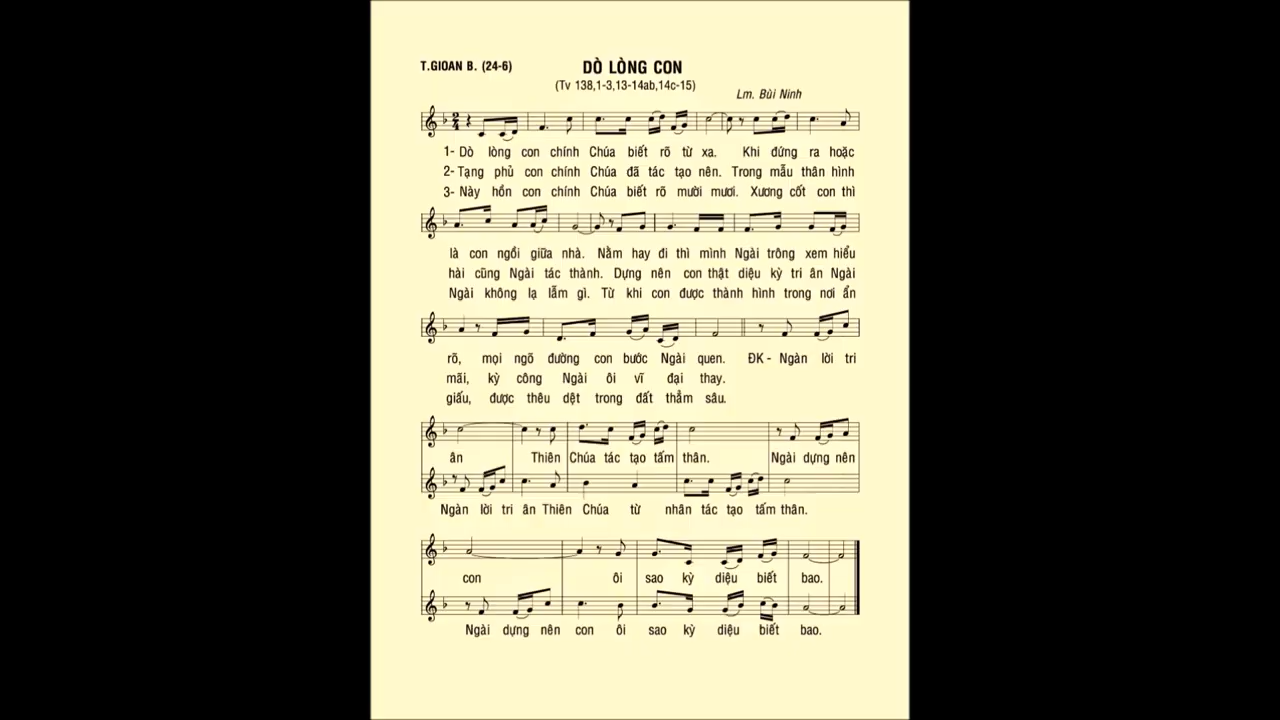 T.GIOAN B. (24-6)
DÒ LÒNG CON
(Tv 138,1-3,13-14ab,14c-15)
Lm. Bùi Ninh
1- Dò lòng con chính Chúa biết rõ từ xa. Khi đứng ra hoặc
2- Tạng phủ con chính Chúa đã tác tạo nên. Trong mẫu thân hình
3- Này hồn con chính Chúa biết rõ mười mươi. Xương cốt con thì
là con ngồi giữa nhà. Nằm hay đi thì mình Ngài trông xem hiểu
hài cũng Ngài tác thành. Dựng nên con thật diệu kỳ tri ân Ngài
Ngài không lạ lẫm gì. Từ khi con được thành hình trong nơi ẩn
rõ, mọi ngõ đường con bước Ngài quen. ĐK- Ngàn lời tri
mãi, kỳ công Ngài ôi vĩ đại thay.
giấu, được thêu dệt trong đất thẳm sâu.
ân Thiên Chúa tác tạo tấm thân. Ngài dựng nên
Ngàn lời tri ân Thiên Chúa từ nhân tác tạo tấm thân.
con ôi sao kỳ diệu biết bao.
Ngài dựng nên con ôi sao kỳ diệu biết bao.